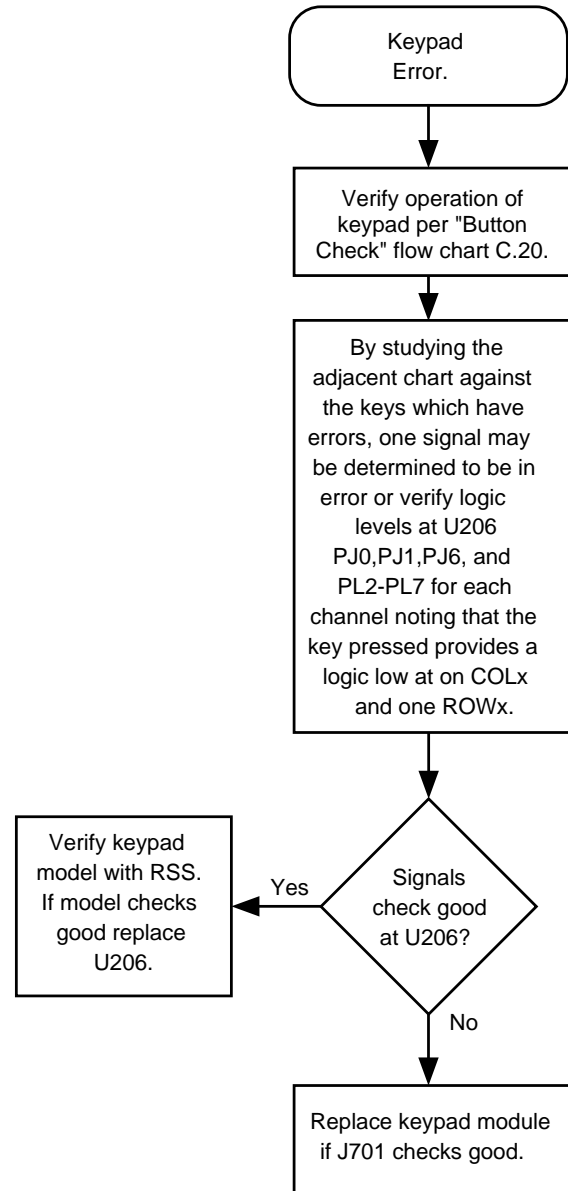 Keypad
Error.
Verify operation of
keypad per "Button
Check" flow chart C.20.
By studying the
adjacent chart against
the keys which have
errors, one signal may
be determined to be in
error or verify logic
levels at U206
PJ0,PJ1,PJ6, and
PL2-PL7 for each
channel noting that the
key pressed provides a
logic low at on COLx
and one ROWx.
Signals
check good
at U206?
Yes
Verify keypad
model with RSS.
If model checks
good replace
U206.
No
Replace keypad module
if J701 checks good.